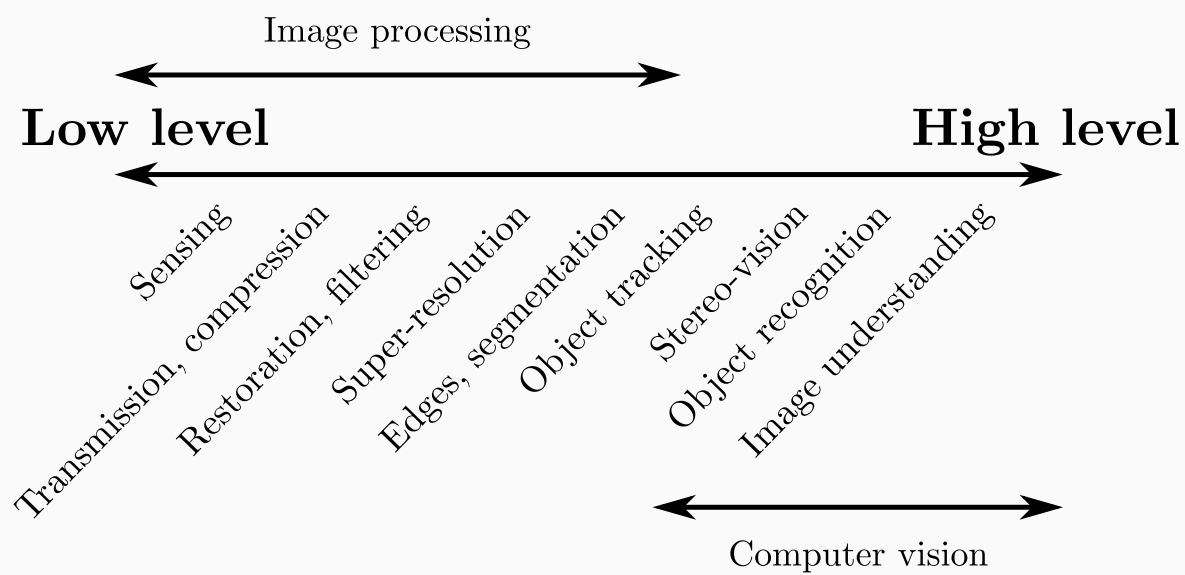 Image processing
Low level
High level
Sensing
Transmission, compression
Restoration, filtering
Super-resolution
Edges, segmentation
Object tracking
Stereo-vision
Object recognition
Image understanding
Computer vision